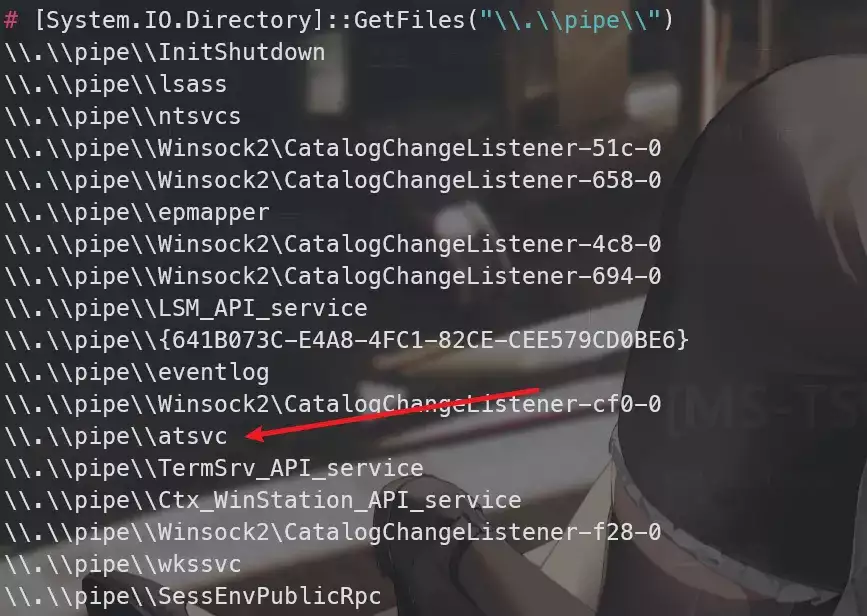 # [System.IO.Directory]::GetFiles("\\.\\pipe\\")
\\.\\pipe\\InitShutdown
\\.\\pipe\\lsass
\\.\\pipe\\ntsvcs
\\.\\pipe\\Winsock2\CatalogChangeListener-51c-0
\\.\\pipe\\Winsock2\CatalogChangeListener-658-0
\\.\\pipe\\epmapper
\\.\\pipe\\Winsock2\CatalogChangeListener-4c8-0
\\.\\pipe\\Winsock2\CatalogChangeListener-694-0
\\.\\pipe\\LSM_API_service
\\.\\pipe\\{641B073C-E4A8-4FC1-82CE-CEE579CD0BE6}
\\.\\pipe\\eventlog
\\.\\pipe\\Winsock2\CatalogChangeListener-cf0-0
[MS-TS
\\.\\pipe\\atsvc
\\.\\pipe\\TermSrv_API_service
\\.\\pipe\\Ctx_WinStation_API_service
\\.\\pipe\\Winsock2\CatalogChangeListener-f28-0
\\.\\pipe\\wkssvc
\\.\\pipe\\SessEnvPublicRpc